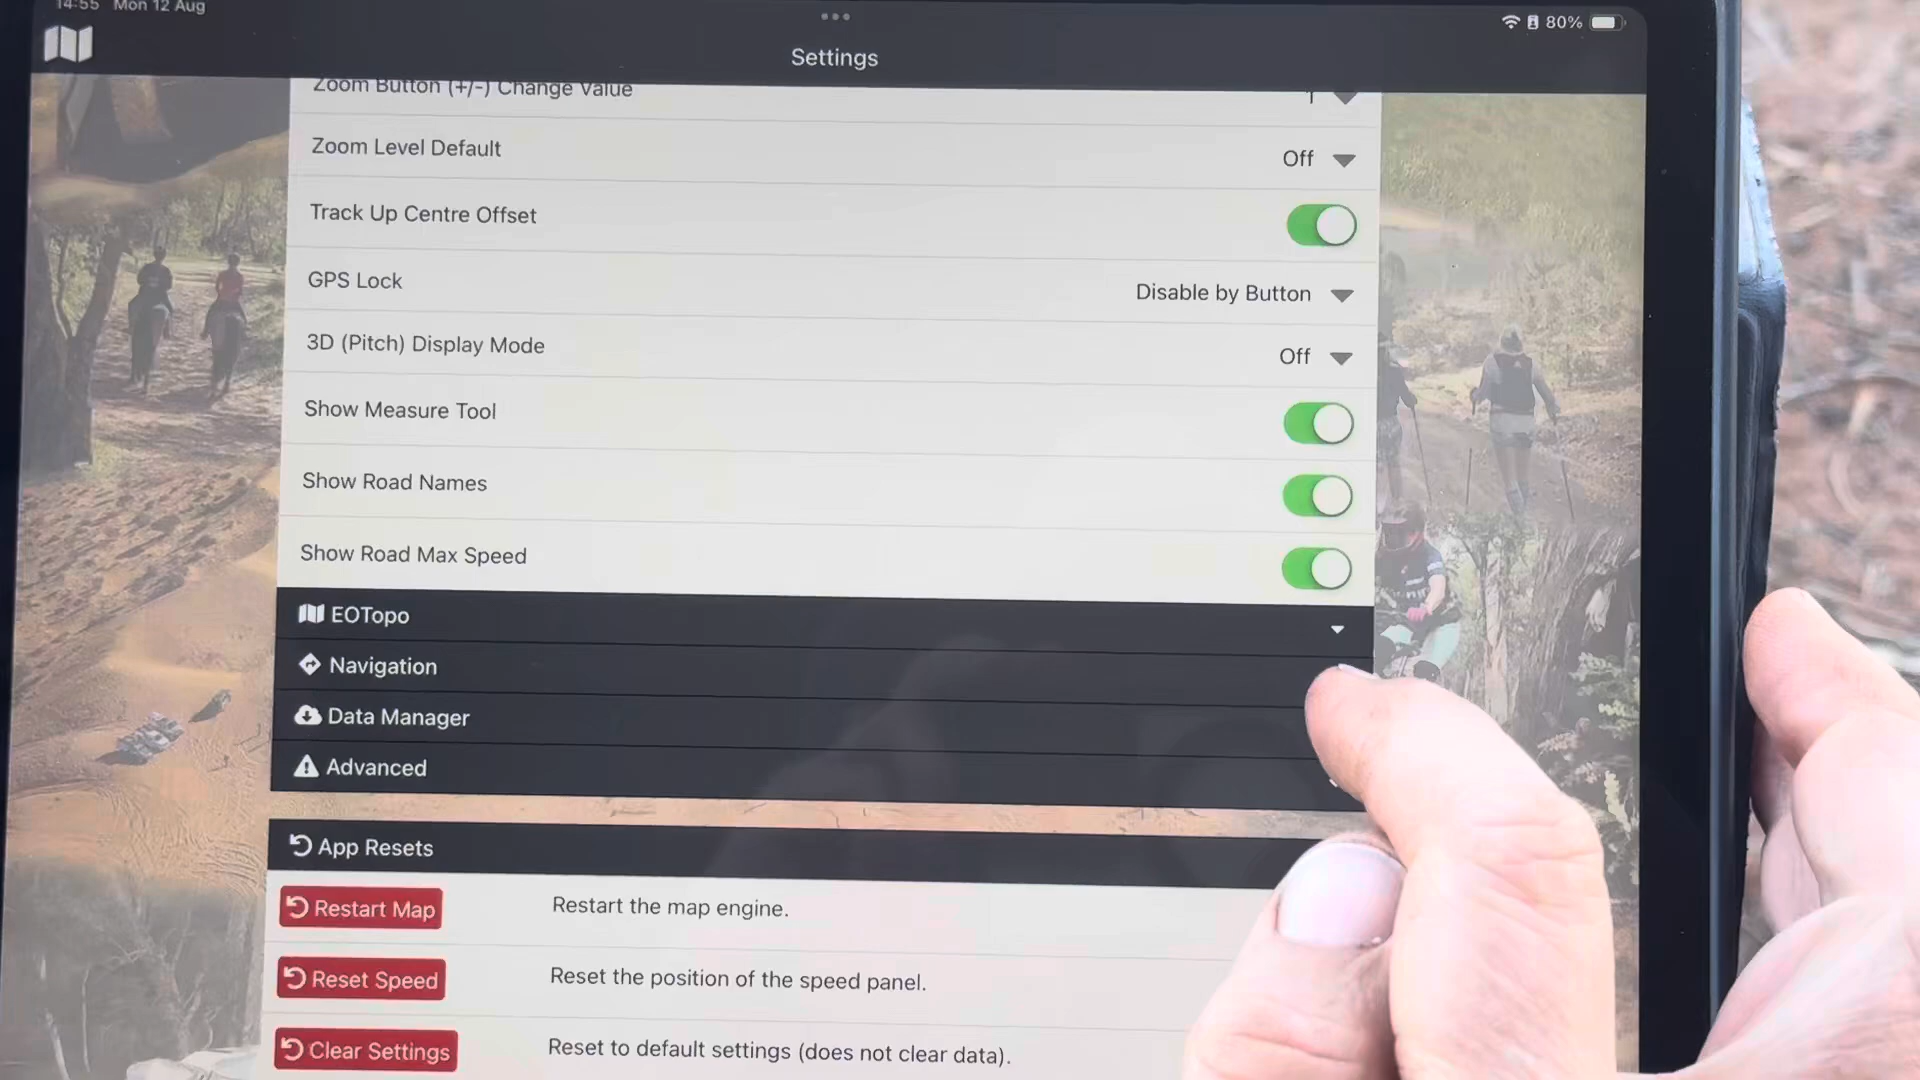 14:55 Mon 12 Aug
80%
Settings
Zoom Button (+/-) Change Value 1
Zoom Level Default Off
Track Up Centre Offset
GPS Lock Disable by Button
3D (Pitch) Display Mode Off
Show Measure Tool
Show Road Names
Show Road Max Speed
EOTopo
Navigation
Data Manager
Advanced
App Resets
Restart Map Restart the map engine.
Reset Speed Reset the position of the speed panel.
Clear Settings Reset to default settings (does not clear data).